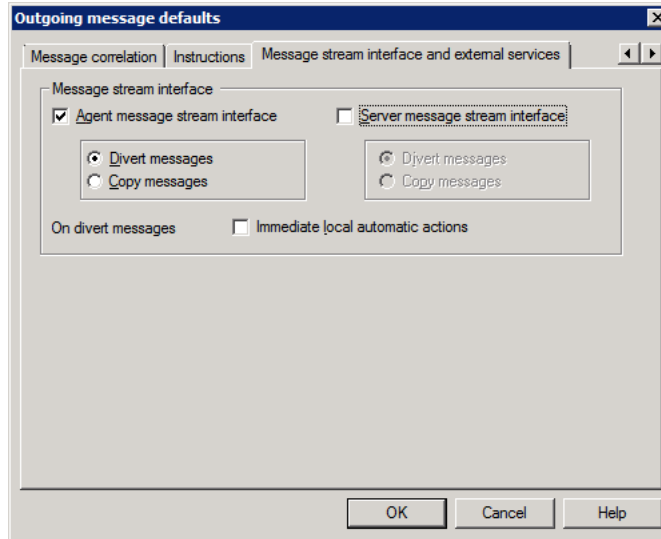 Outgoing message defaults
Message correlation Instructions Message stream interface and external services
Message stream interface
Agent message stream interface Server message stream interface
Divert messages Divert messages
Copy messages Copy messages
On divert messages Immediate local automatic actions
OK Cancel Help